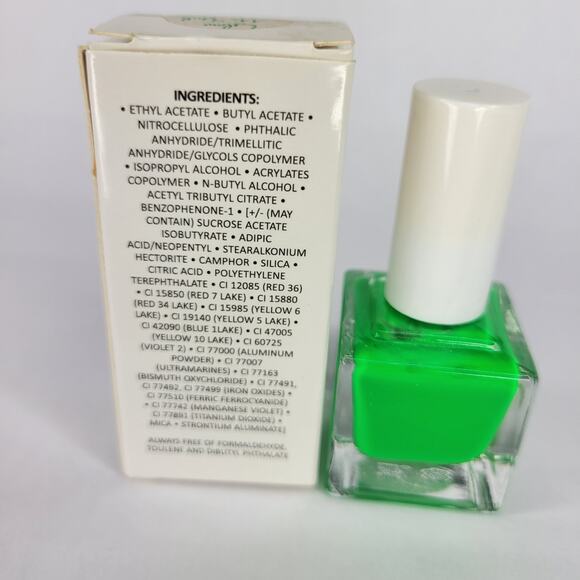 INGREDIENTS:
• ETHYL ACETATE • BUTYL ACETATE •
NITROCELLULOSE • PHTHALIC
ANHYDRIDE/TRIMELLITIC
ANHYDRIDE/GLYCOLS COPOLYMER
• ISOPROPYL ALCOHOL • ACRYLATES
COPOLYMER • N-BUTYL ALCOHOL •
ACETYL TRIBUTYL CITRATE •
BENZOPHENONE-1 • [+/- (MAY
CONTAIN) SUCROSE ACETATE
ISOBUTYRATE • ADIPIC
ACID/NEOPENTYL • STEARALKONIUM
HECTORITE • CAMPHOR • SILICA •
CITRIC ACID • POLYETHYLENE
TEREPHTHALATE • CI 12085 (RED 36)
• CI 15850 (RED 7 LAKE) • CI 15880
(RED 34 LAKE) • CI 15985 (YELLOW 6
LAKE) • CI 19140 (YELLOW 5 LAKE) •
CI 42090 (BLUE 1LAKE) • CI 47005
(YELLOW 10 LAKE) • CI 60725
(VIOLET 2) • CI 77000 (ALUMINUM
POWDER) • CI 77007
(ULTRAMARINES) • CI 77163
(BISMUTH OXYCHLORIDE) • CI 77491,
CI 77492, CI 77499 (IRON OXIDES) •
CI 77510 (FERRIC FERROCYANIDE)
• CI 77742 (MANGANESE VIOLET) •
CI 77891 (TITANIUM DIOXIDE) •
MICA • STRONTIUM ALUMINATE]
ALWAYS FREE OF FORMALDEHYDE,
TOULENE AND DIBUTYL PHTHALATE